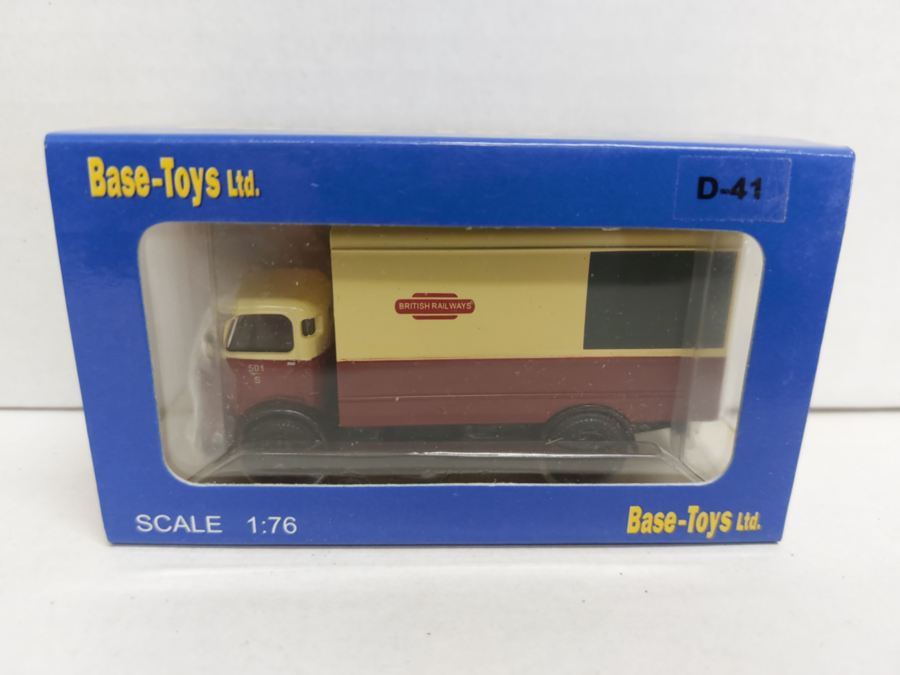 Base-Toys Ltd.
D-41
BRITISH RAILWAYS
501
S
SCALE 1:76
Base-Toys Ltd.